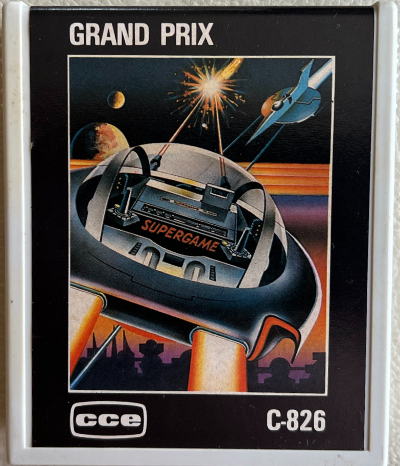 GRAND PRIX
SUPERGAME
cce
C-826